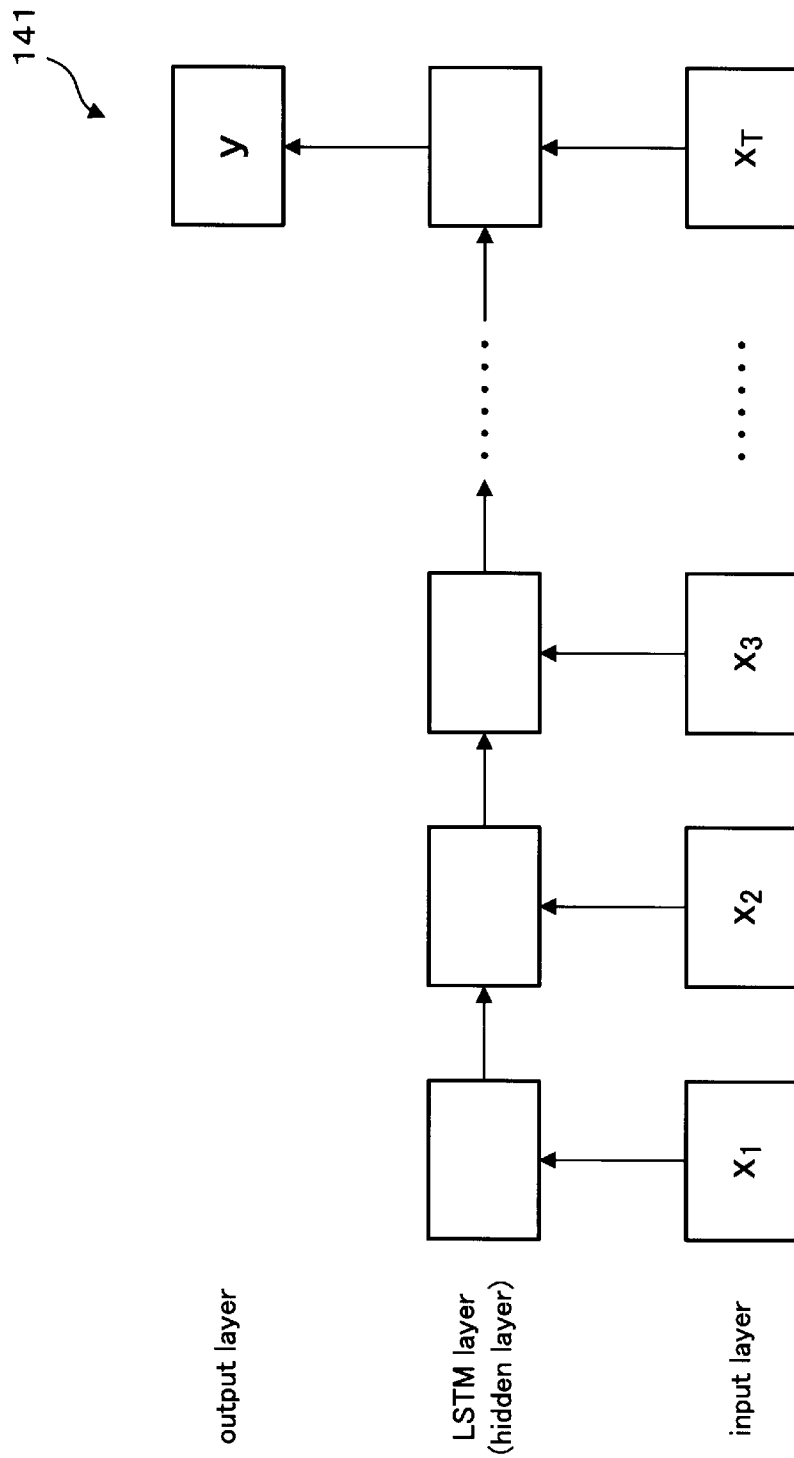 141
output layer
y
LSTM layer
(hidden layer)
......
input layer
x1
x2
x3
......
xT